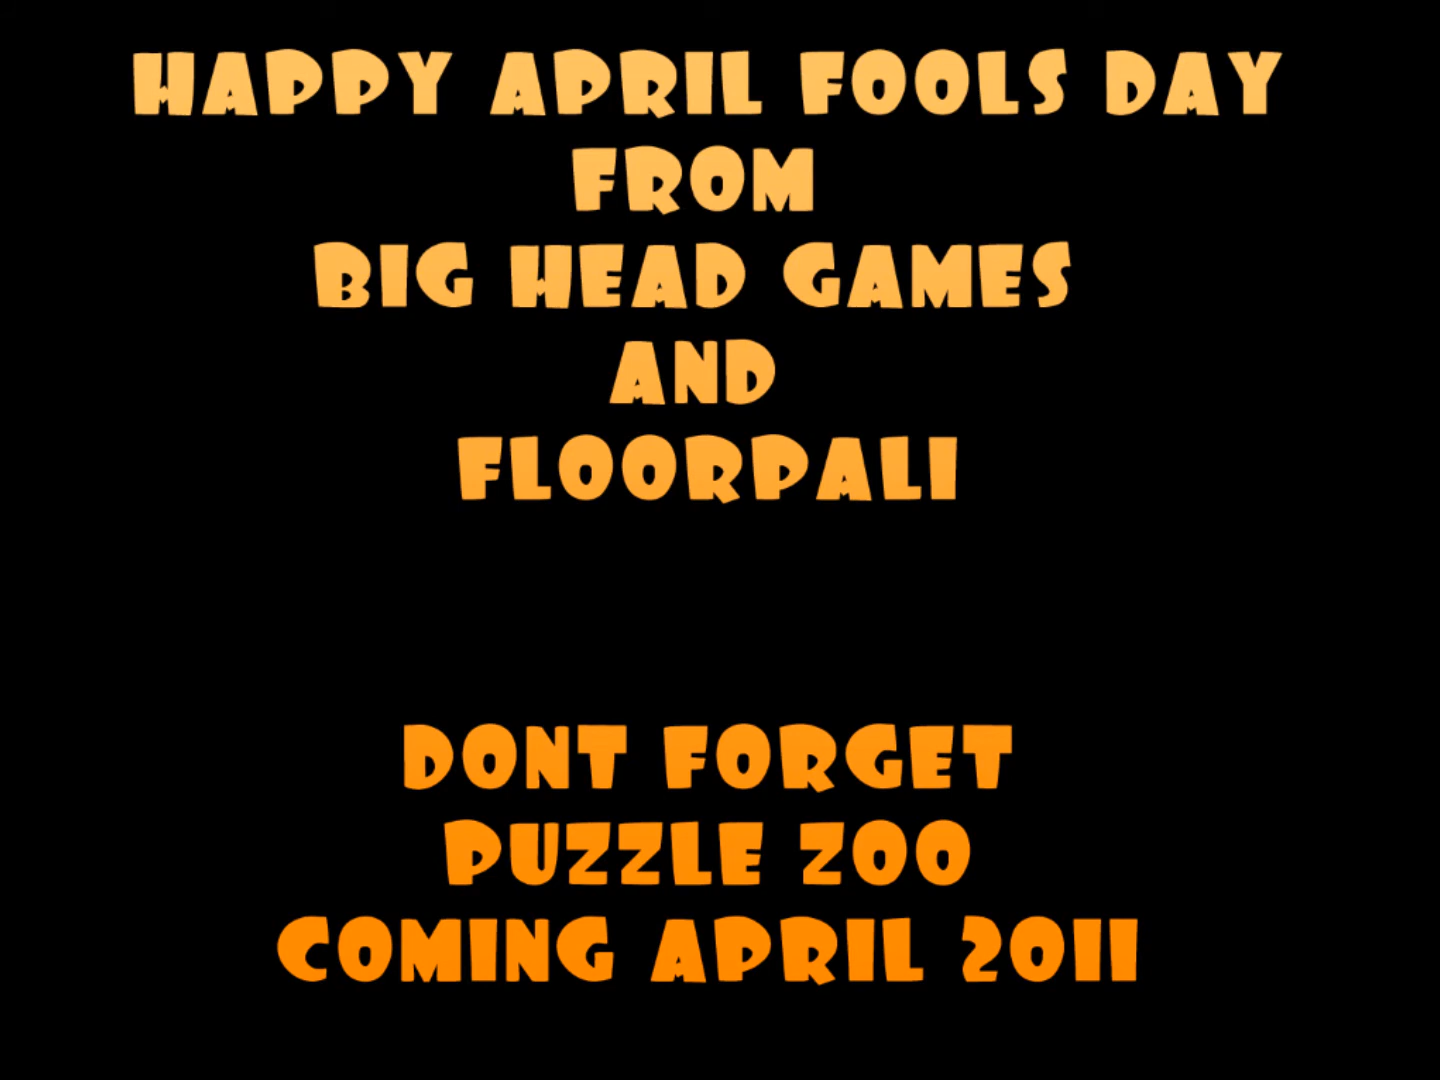 HAPPY APRIL FOOLS DAY
FROM
BIG HEAD GAMES
AND
FLOORPALI
DONT FORGET
PUZZLE ZOO
COMING APRIL 2011